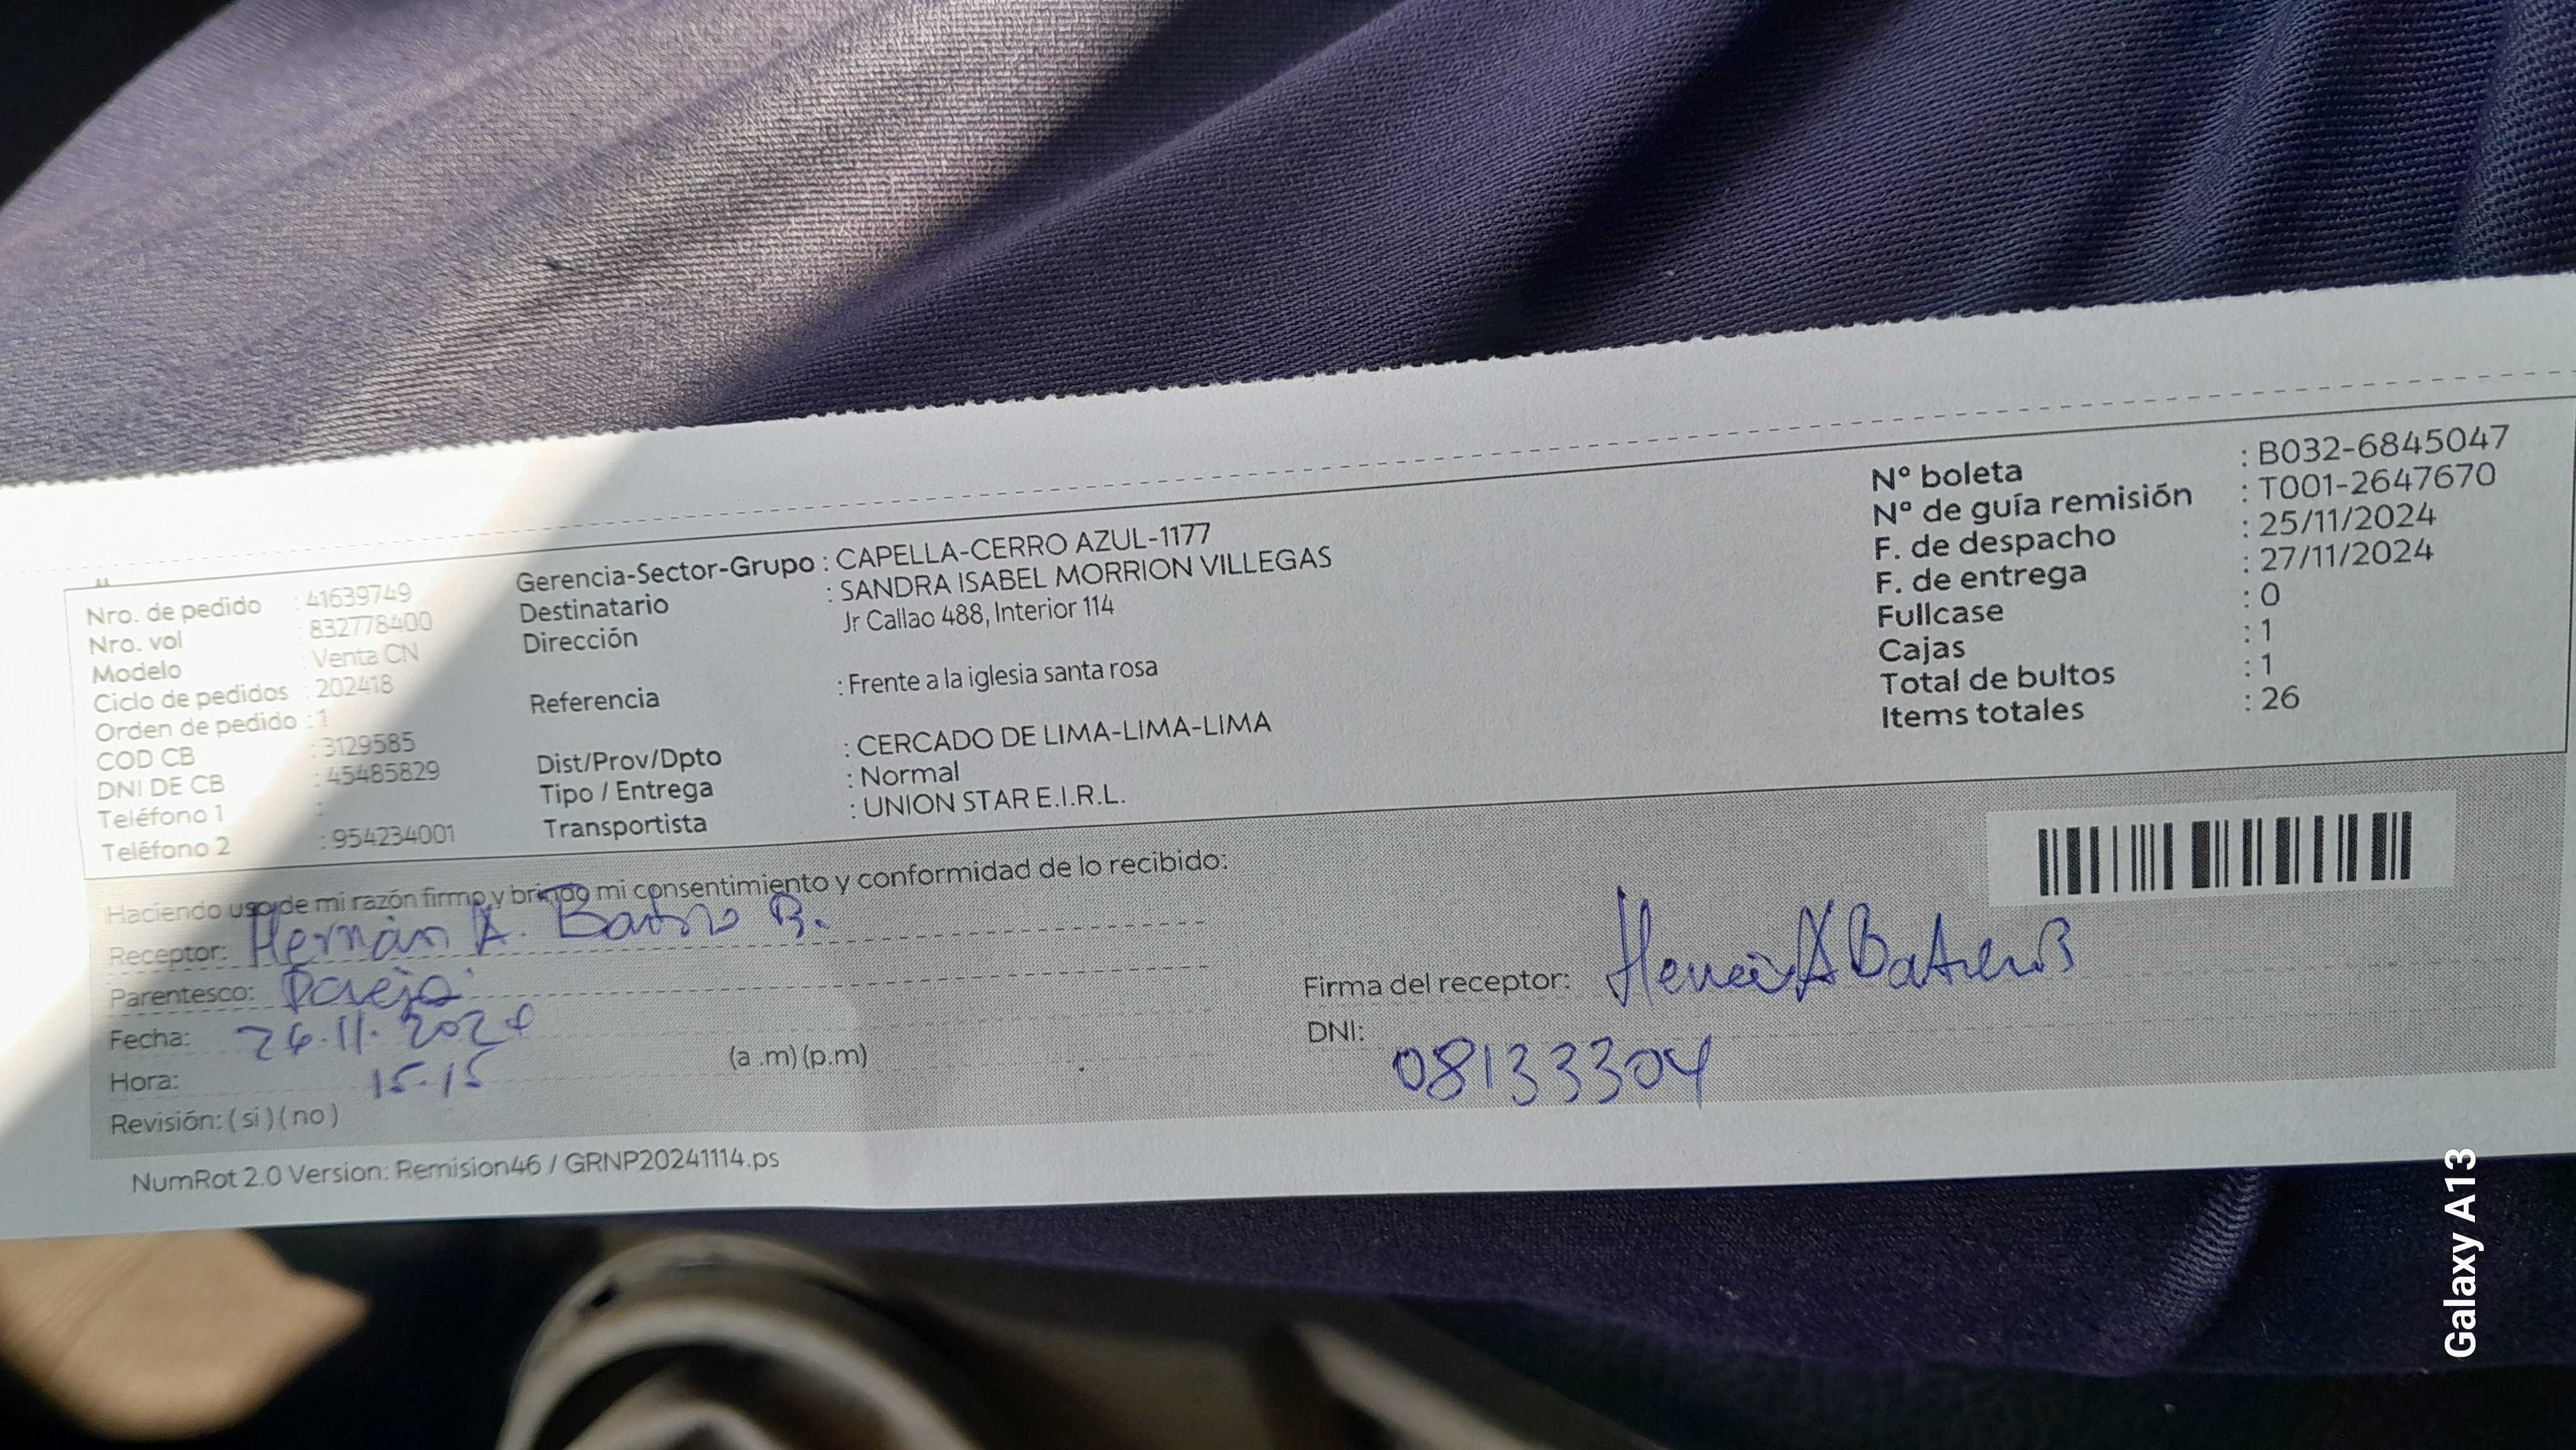 Nro. de pedido : 41639749
Nro. vol : 832778400
Modelo : Venta CN
Ciclo de pedidos : 202418
Orden de pedido : 1
COD CB : 3129585
DNI DE CB : 45485829
Teléfono 1 :
Teléfono 2 : 954234001
Gerencia-Sector-Grupo : CAPELLA-CERRO AZUL-1177
Destinatario : SANDRA ISABEL MORRION VILLEGAS
Dirección Jr Callao 488, Interior 114
Referencia : Frente a la iglesia santa rosa
Dist/Prov/Dpto : CERCADO DE LIMA-LIMA-LIMA
Tipo / Entrega : Normal
Transportista : UNION STAR E.I.R.L.
Nº boleta : B032-6845047
Nº de guía remisión : T001-2647670
F. de despacho : 25/11/2024
F. de entrega : 27/11/2024
Fullcase : 0
Cajas : 1
Total de bultos : 1
Items totales : 26
Haciendo uso de mi razón firmo y brindo mi consentimiento y conformidad de lo recibido:
Receptor: Hernán A. B.
Parentesco: Pareja
Fecha: 26.11.2024
Hora: 15.15 (a .m) (p.m)
Revisión: ( si ) ( no )
Firma del receptor:
DNI: 08133304
NumRot 2.0 Version: Remision46 / GRNP20241114.ps
Galaxy A13